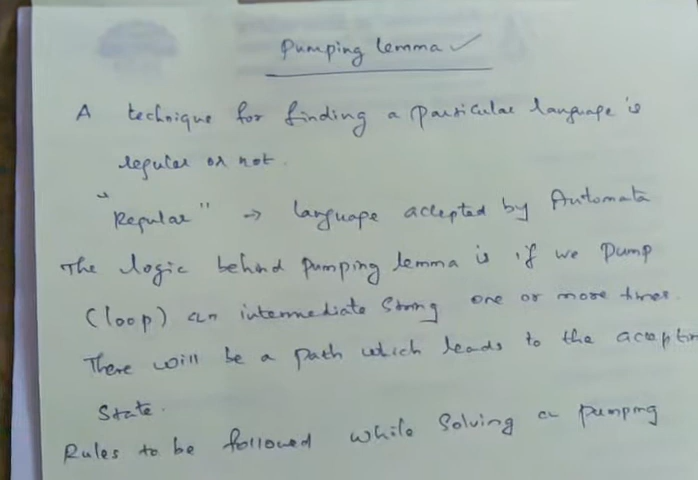 Pumping lemma ✓
A technique for finding a particular language is
regular or not.
"Regular" → language accepted by Automata
The logic behind pumping lemma is if we Pump
(loop) an intermediate String one or more times.
There will be a path which leads to the accptin
State.
Rules to be followed while Solving a pumping